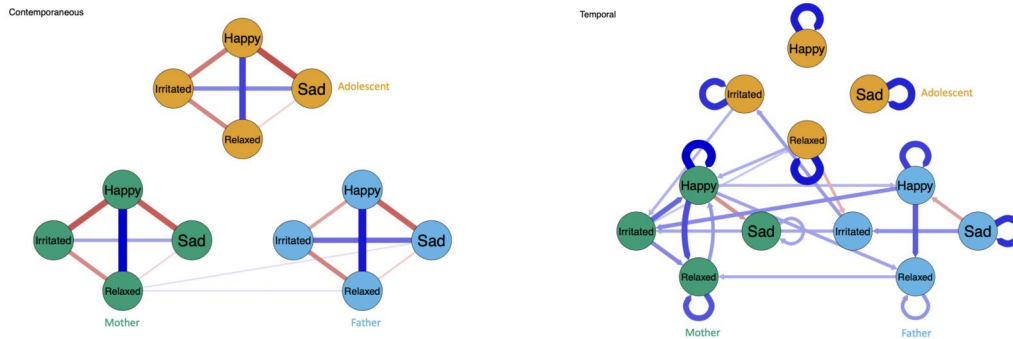 Contemporaneous
Happy
Irritated
Sad
Adolescent
Relaxed
Happy
Irritated
Sad
Relaxed
Mother
Happy
Irritated
Sad
Relaxed
Father
Temporal
Happy
Irritated
Sad
Adolescent
Relaxed
Happy
Irritated
Sad
Relaxed
Mother
Happy
Irritated
Sad
Relaxed
Father